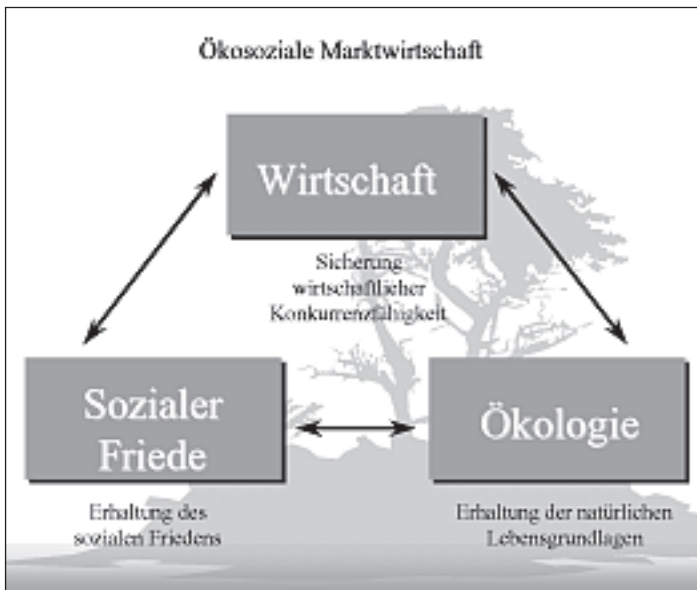 Ökosoziale Marktwirtschaft
Wirtschaft
Sicherung
wirtschaftlicher
Konkurrenzfähigkeit
Sozialer
Friede
Erhaltung des
sozialen Friedens
Ökologie
Erhaltung der natürlichen
Lebensgrundlagen